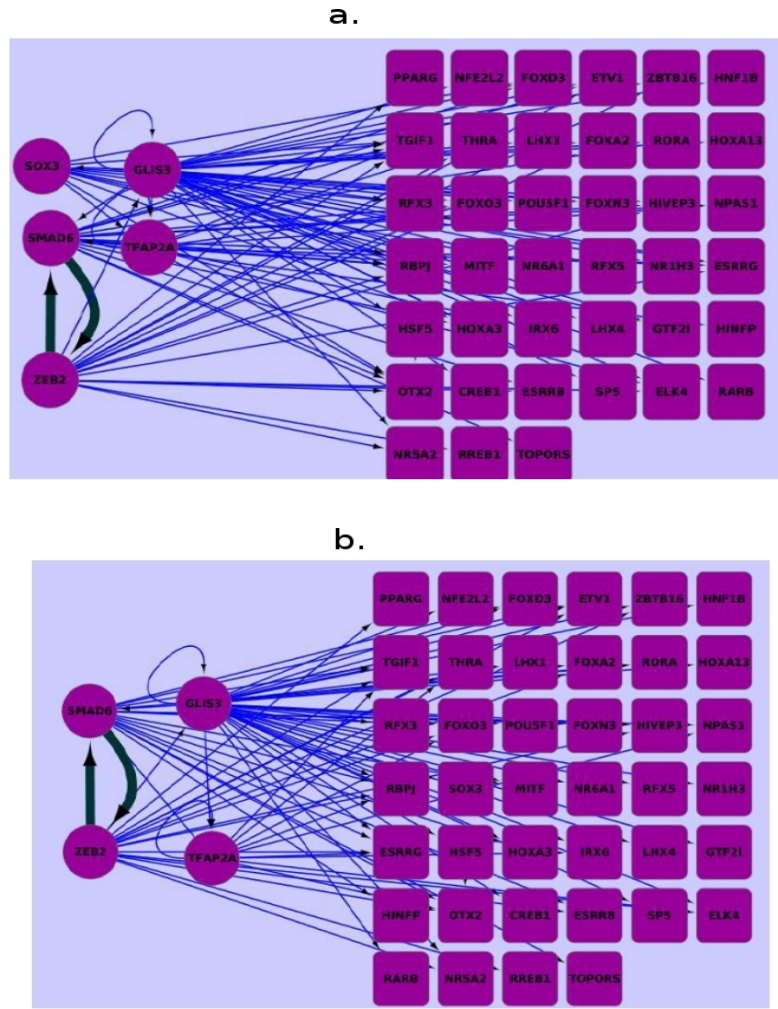 a.
PPARG NFE2L2 FOXD3 ETV1 ZBTB16 HNF1B
TGIF1 THRA LHX1 FOXA2 RORA HOXA13
SOX3 GLIS3
RFX3 FOXO3 POU5F1 FOXN3 HIVEP3 NPAS1
SMAD6 TFAP2A
RBPJ MITF NR6A1 RFX5 NR1H3 ESRRG
HSF5 HOXA3 IRX6 LHX4 GTF2I HINFP
ZEB2
OTX2 CREB1 ESRRB SP5 ELK4 RARB
NR5A2 RREB1 TOPORS
b.
PPARG NFE2L2 FOXD3 ETV1 ZBTB16 HNF1B
TGIF1 THRA LHX1 FOXA2 RORA HOXA13
SMAD6 GLIS3
RFX3 FOXO3 POU5F1 FOXN3 HIVEP3 NPAS1
RBPJ SOX3 MITF NR6A1 RFX5 NR1H3
ZEB2 TFAP2A
ESRRG HSF5 HOXA3 IRX6 LHX4 GTF2I
HINFP OTX2 CREB1 ESRRB SP5 ELK4
RARB NR5A2 RREB1 TOPORS